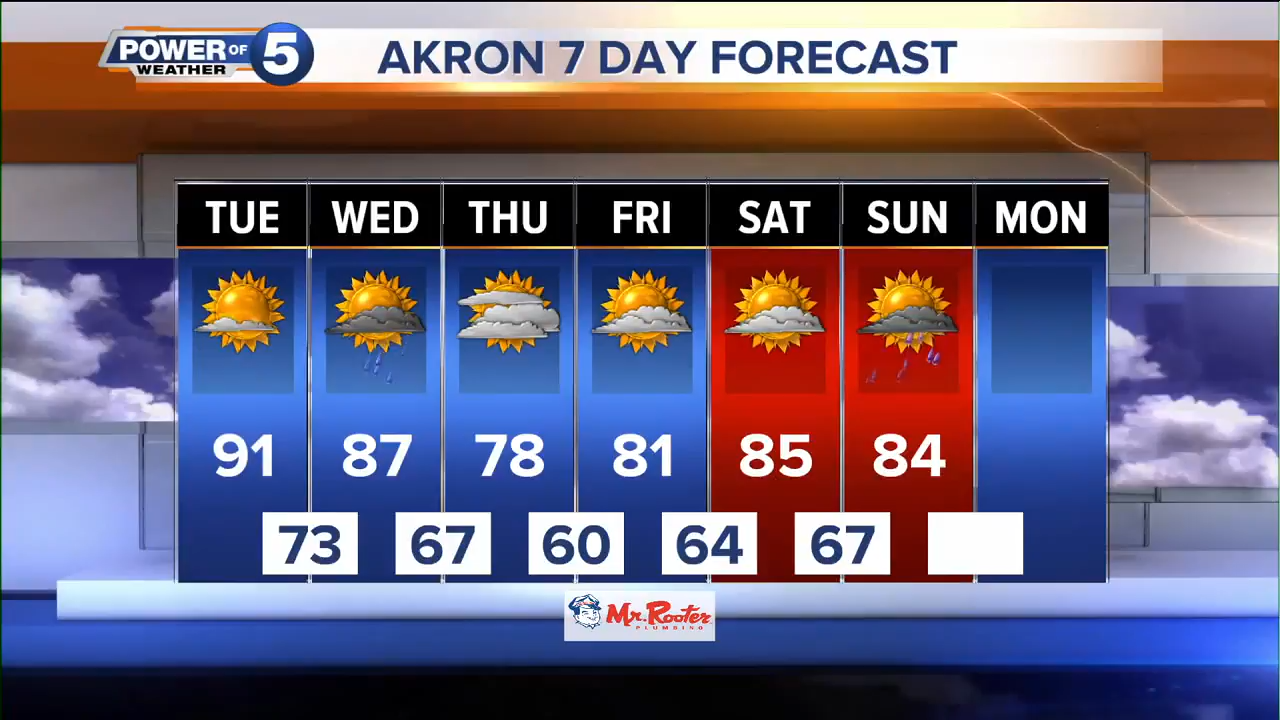 POWER OF 5
WEATHER
AKRON 7 DAY FORECAST
TUE WED THU FRI SAT SUN MON
91 87 78 81 85 84
73 67 60 64 67
Mr. Rooter
PLUMBING